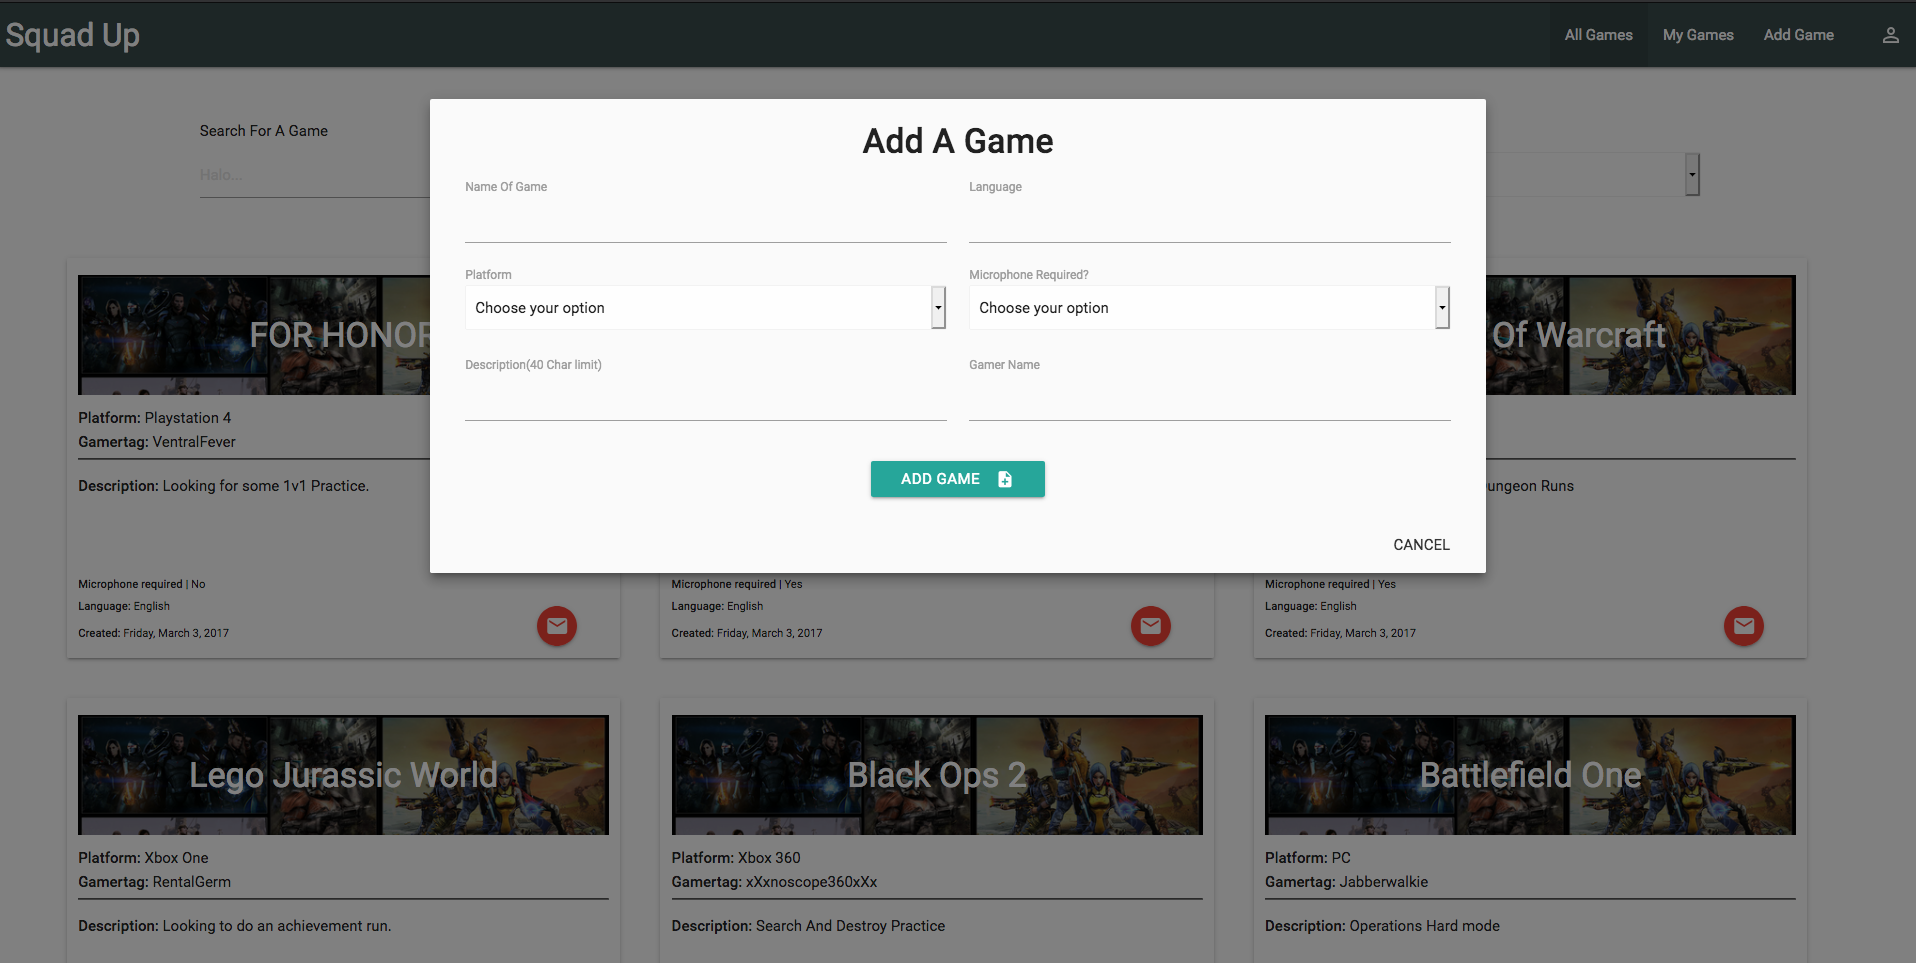 Squad Up
All Games
My Games
Add Game
Search For A Game
Halo...
Add A Game
Name Of Game
Language
Platform
Microphone Required?
Choose your option
Choose your option
Description(40 Char limit)
Gamer Name
ADD GAME
CANCEL
FOR HONOR
Platform: Playstation 4
Gamertag: VentralFever
Description: Looking for some 1v1 Practice.
Microphone required | No
Language: English
Created: Friday, March 3, 2017
Microphone required | Yes
Language: English
Created: Friday, March 3, 2017
Of Warcraft
Runs
Microphone required | Yes
Language: English
Created: Friday, March 3, 2017
Lego Jurassic World
Platform: Xbox One
Gamertag: RentalGerm
Description: Looking to do an achievement run.
Black Ops 2
Platform: Xbox 360
Gamertag: xXxnoscope360xXx
Description: Search And Destroy Practice
Battlefield One
Platform: PC
Gamertag: Jabberwalkie
Description: Operations Hard mode